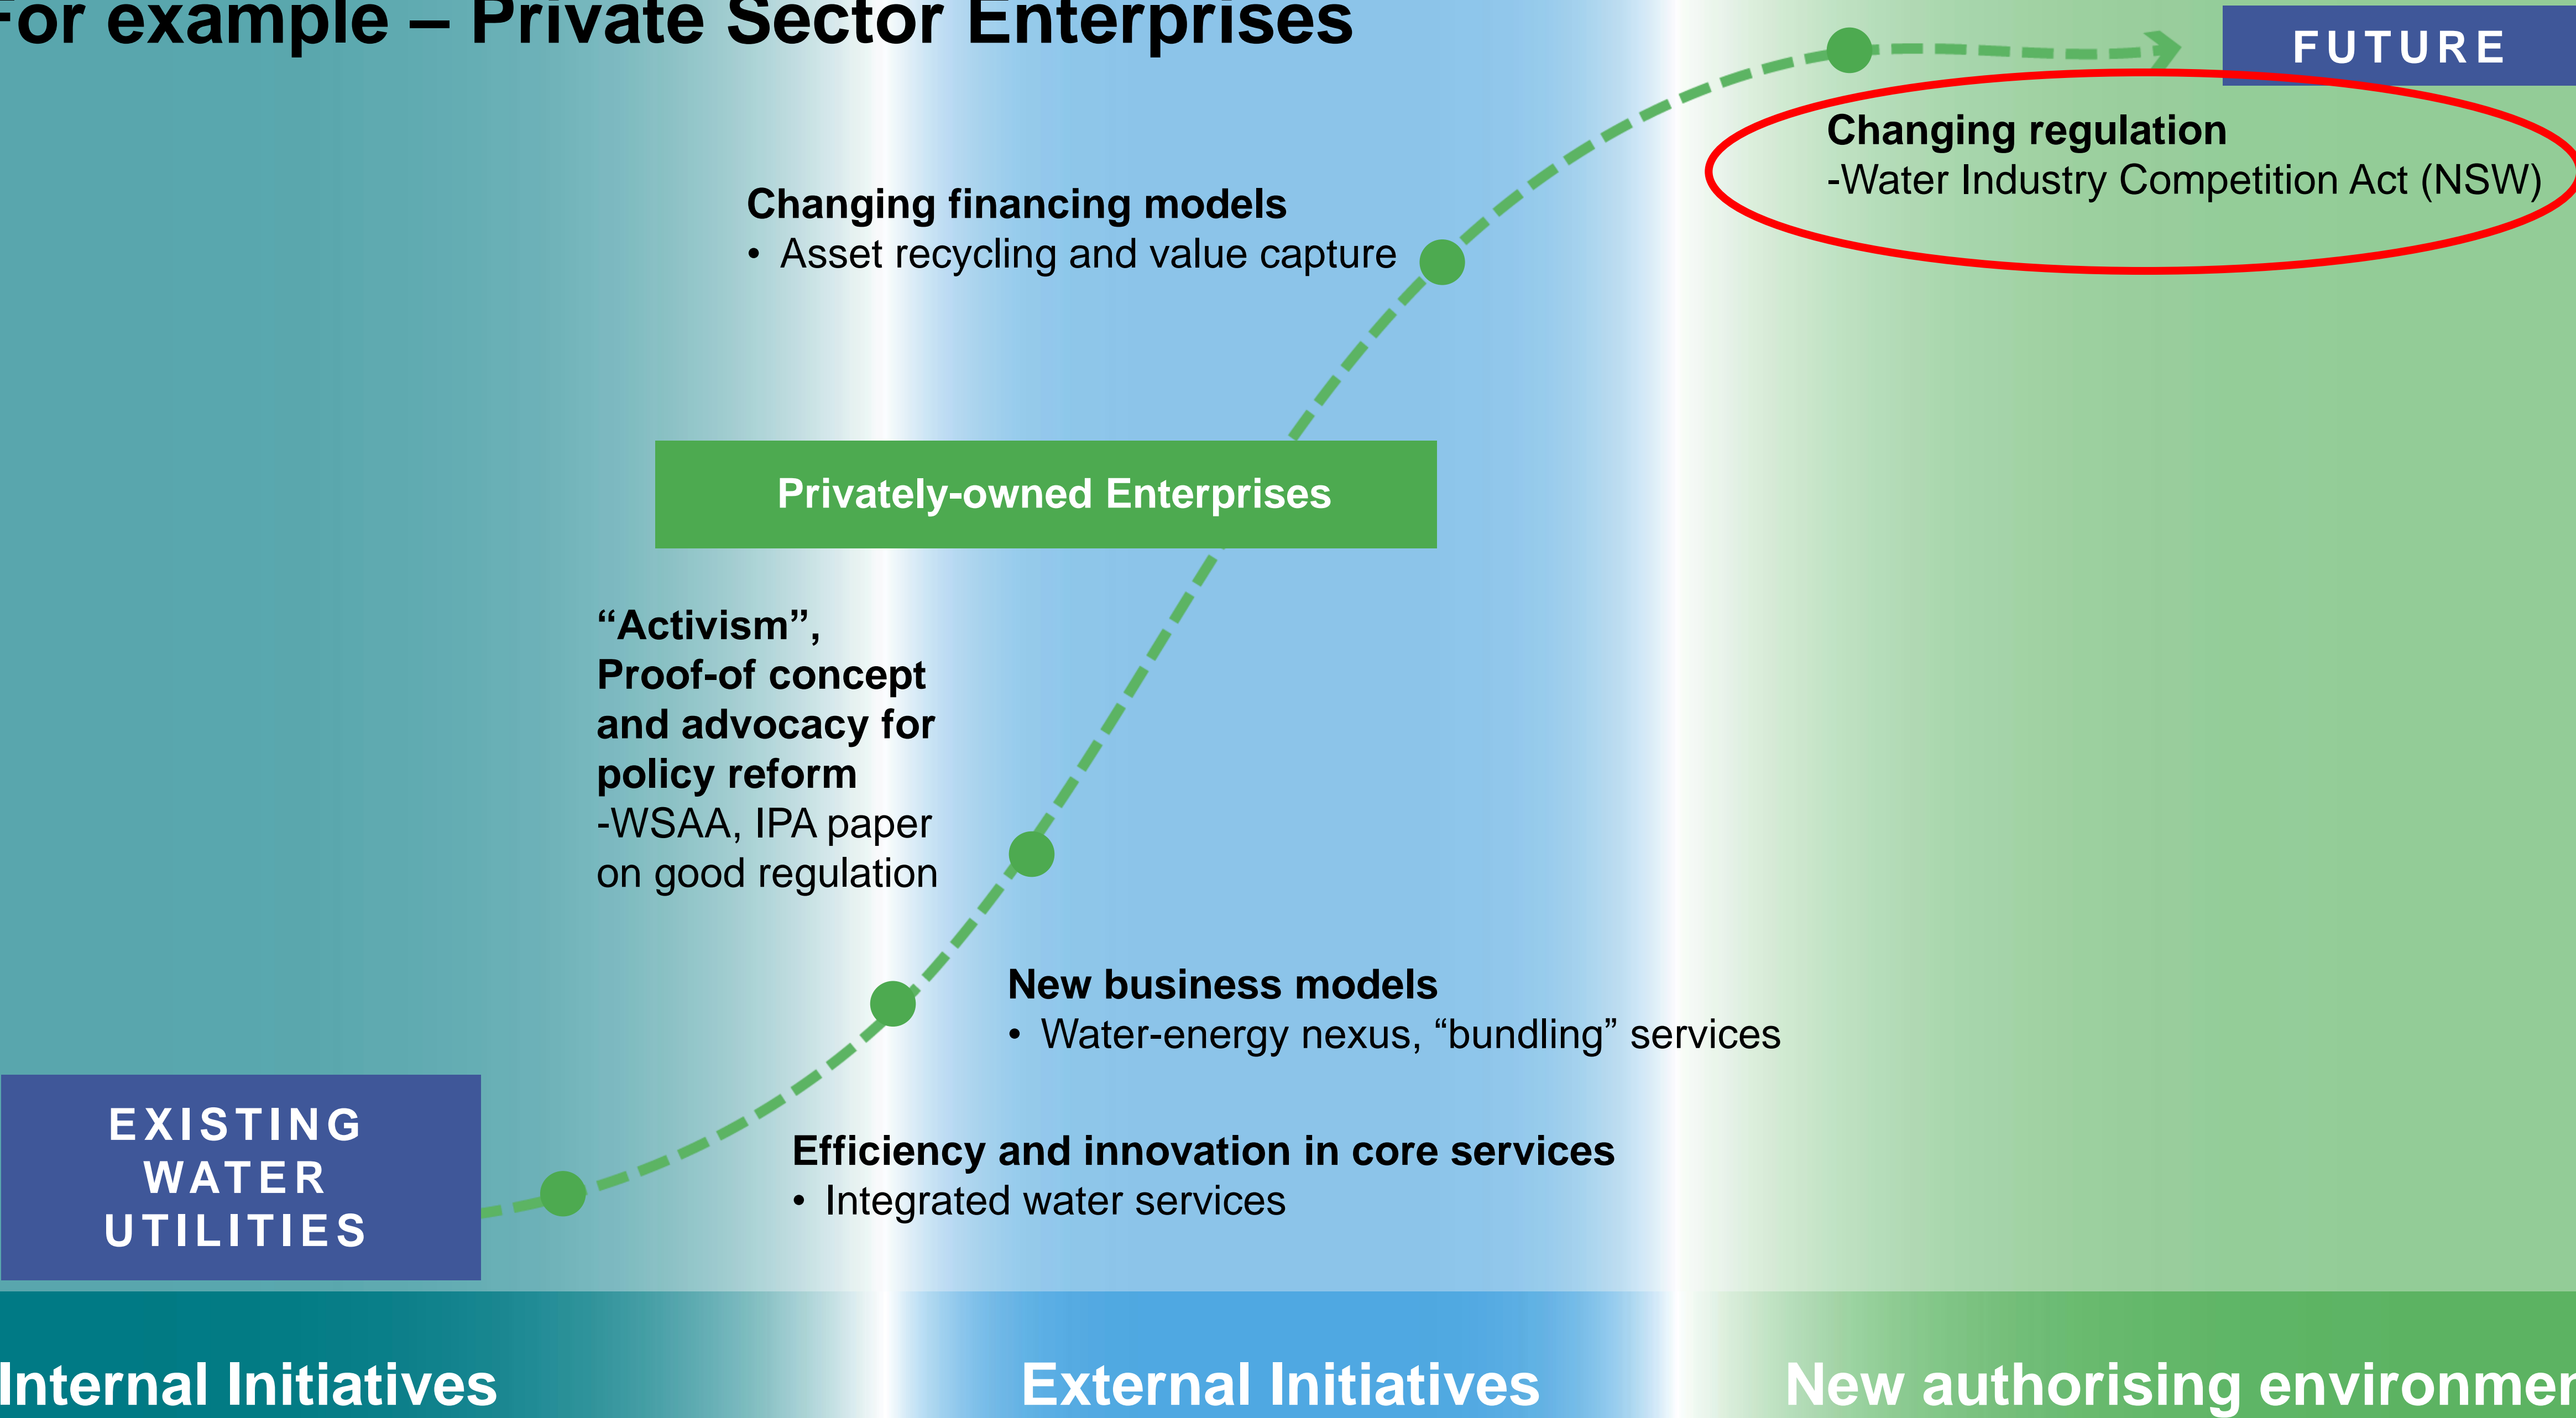 For example – Private Sector Enterprises
FUTURE
Changing regulation
-Water Industry Competition Act (NSW)
Changing financing models
• Asset recycling and value capture
Privately-owned Enterprises
“Activism”,
Proof-of concept
and advocacy for
policy reform
-WSAA, IPA paper
on good regulation
New business models
• Water-energy nexus, “bundling” services
EXISTING
WATER
UTILITIES
Efficiency and innovation in core services
• Integrated water services
Internal Initiatives
External Initiatives
New authorising environmen